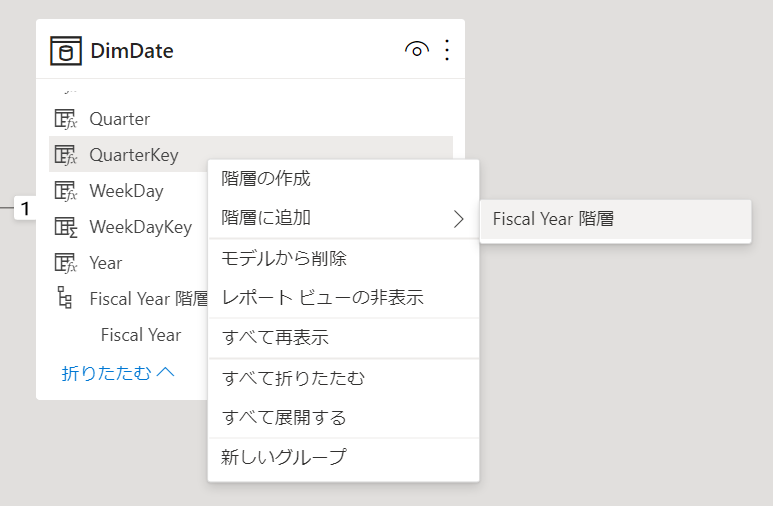 DimDate
Quarter
QuarterKey
WeekDay
WeekDayKey
Year
Fiscal Year 階層
Fiscal Year
折りたたむ
1
階層の作成
階層に追加
Fiscal Year 階層
モデルから削除
レポート ビューの非表示
すべて再表示
すべて折りたたむ
すべて展開する
新しいグループ